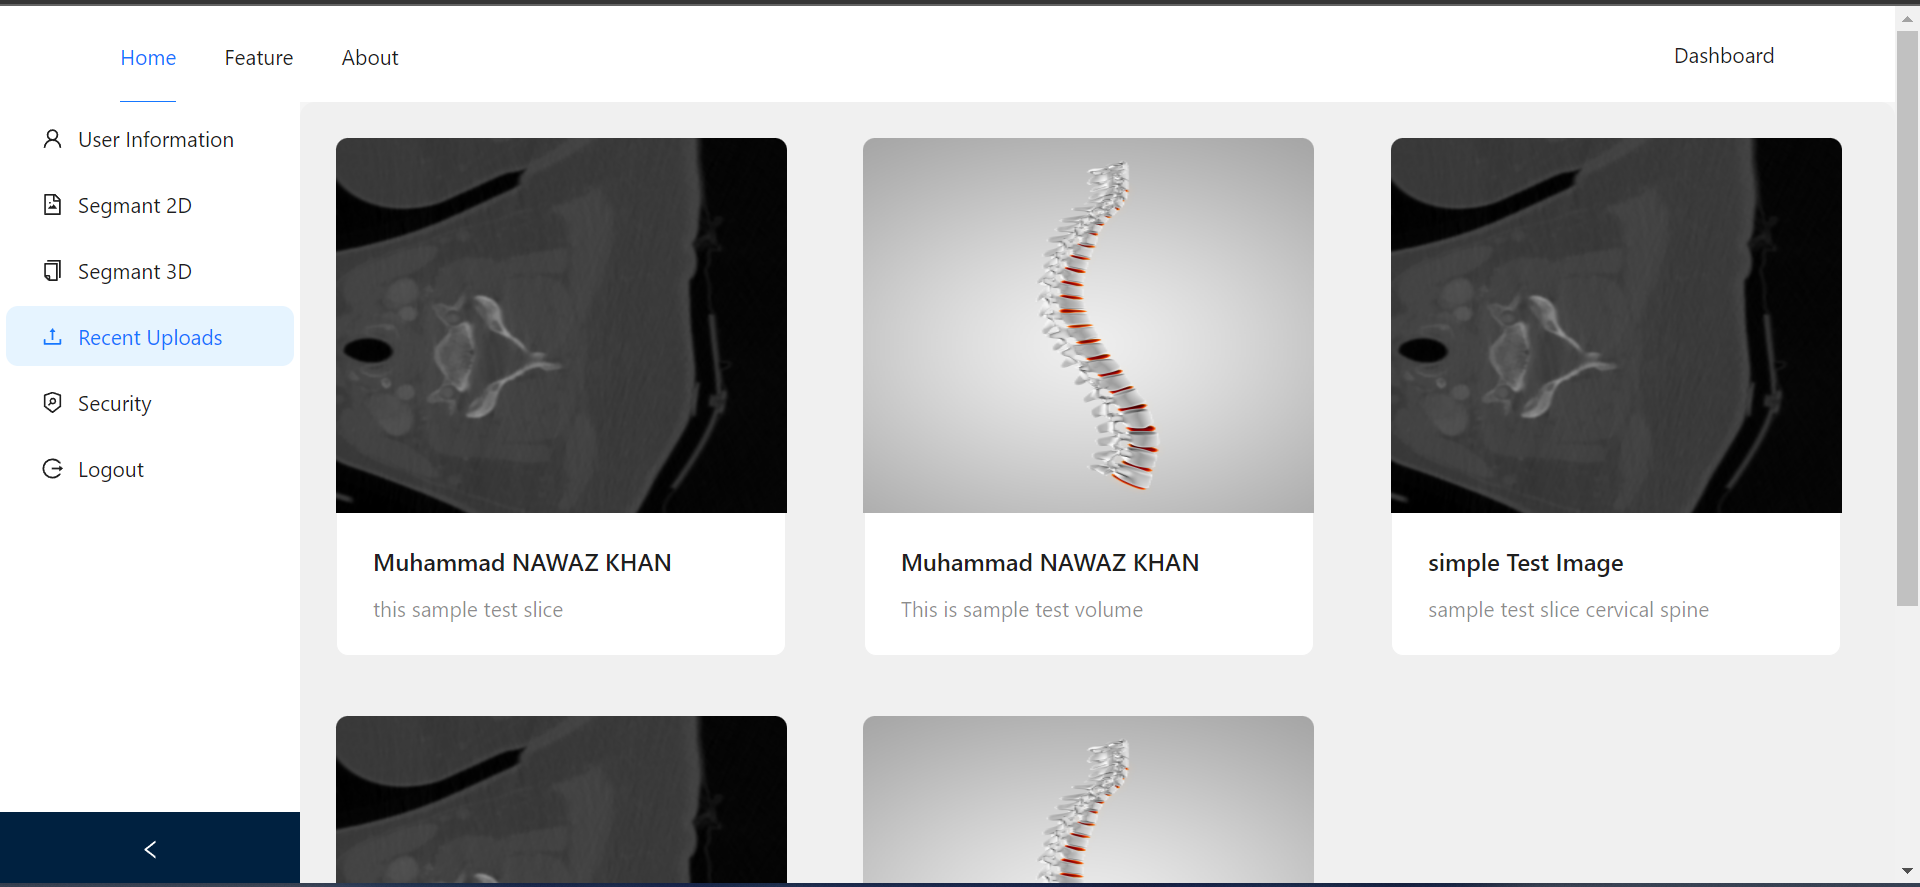 Home Feature About Dashboard
User Information
Segmant 2D
Segmant 3D
Recent Uploads
Security
Logout
Muhammad NAWAZ KHAN
this sample test slice
Muhammad NAWAZ KHAN
This is sample test volume
simple Test Image
sample test slice cervical spine